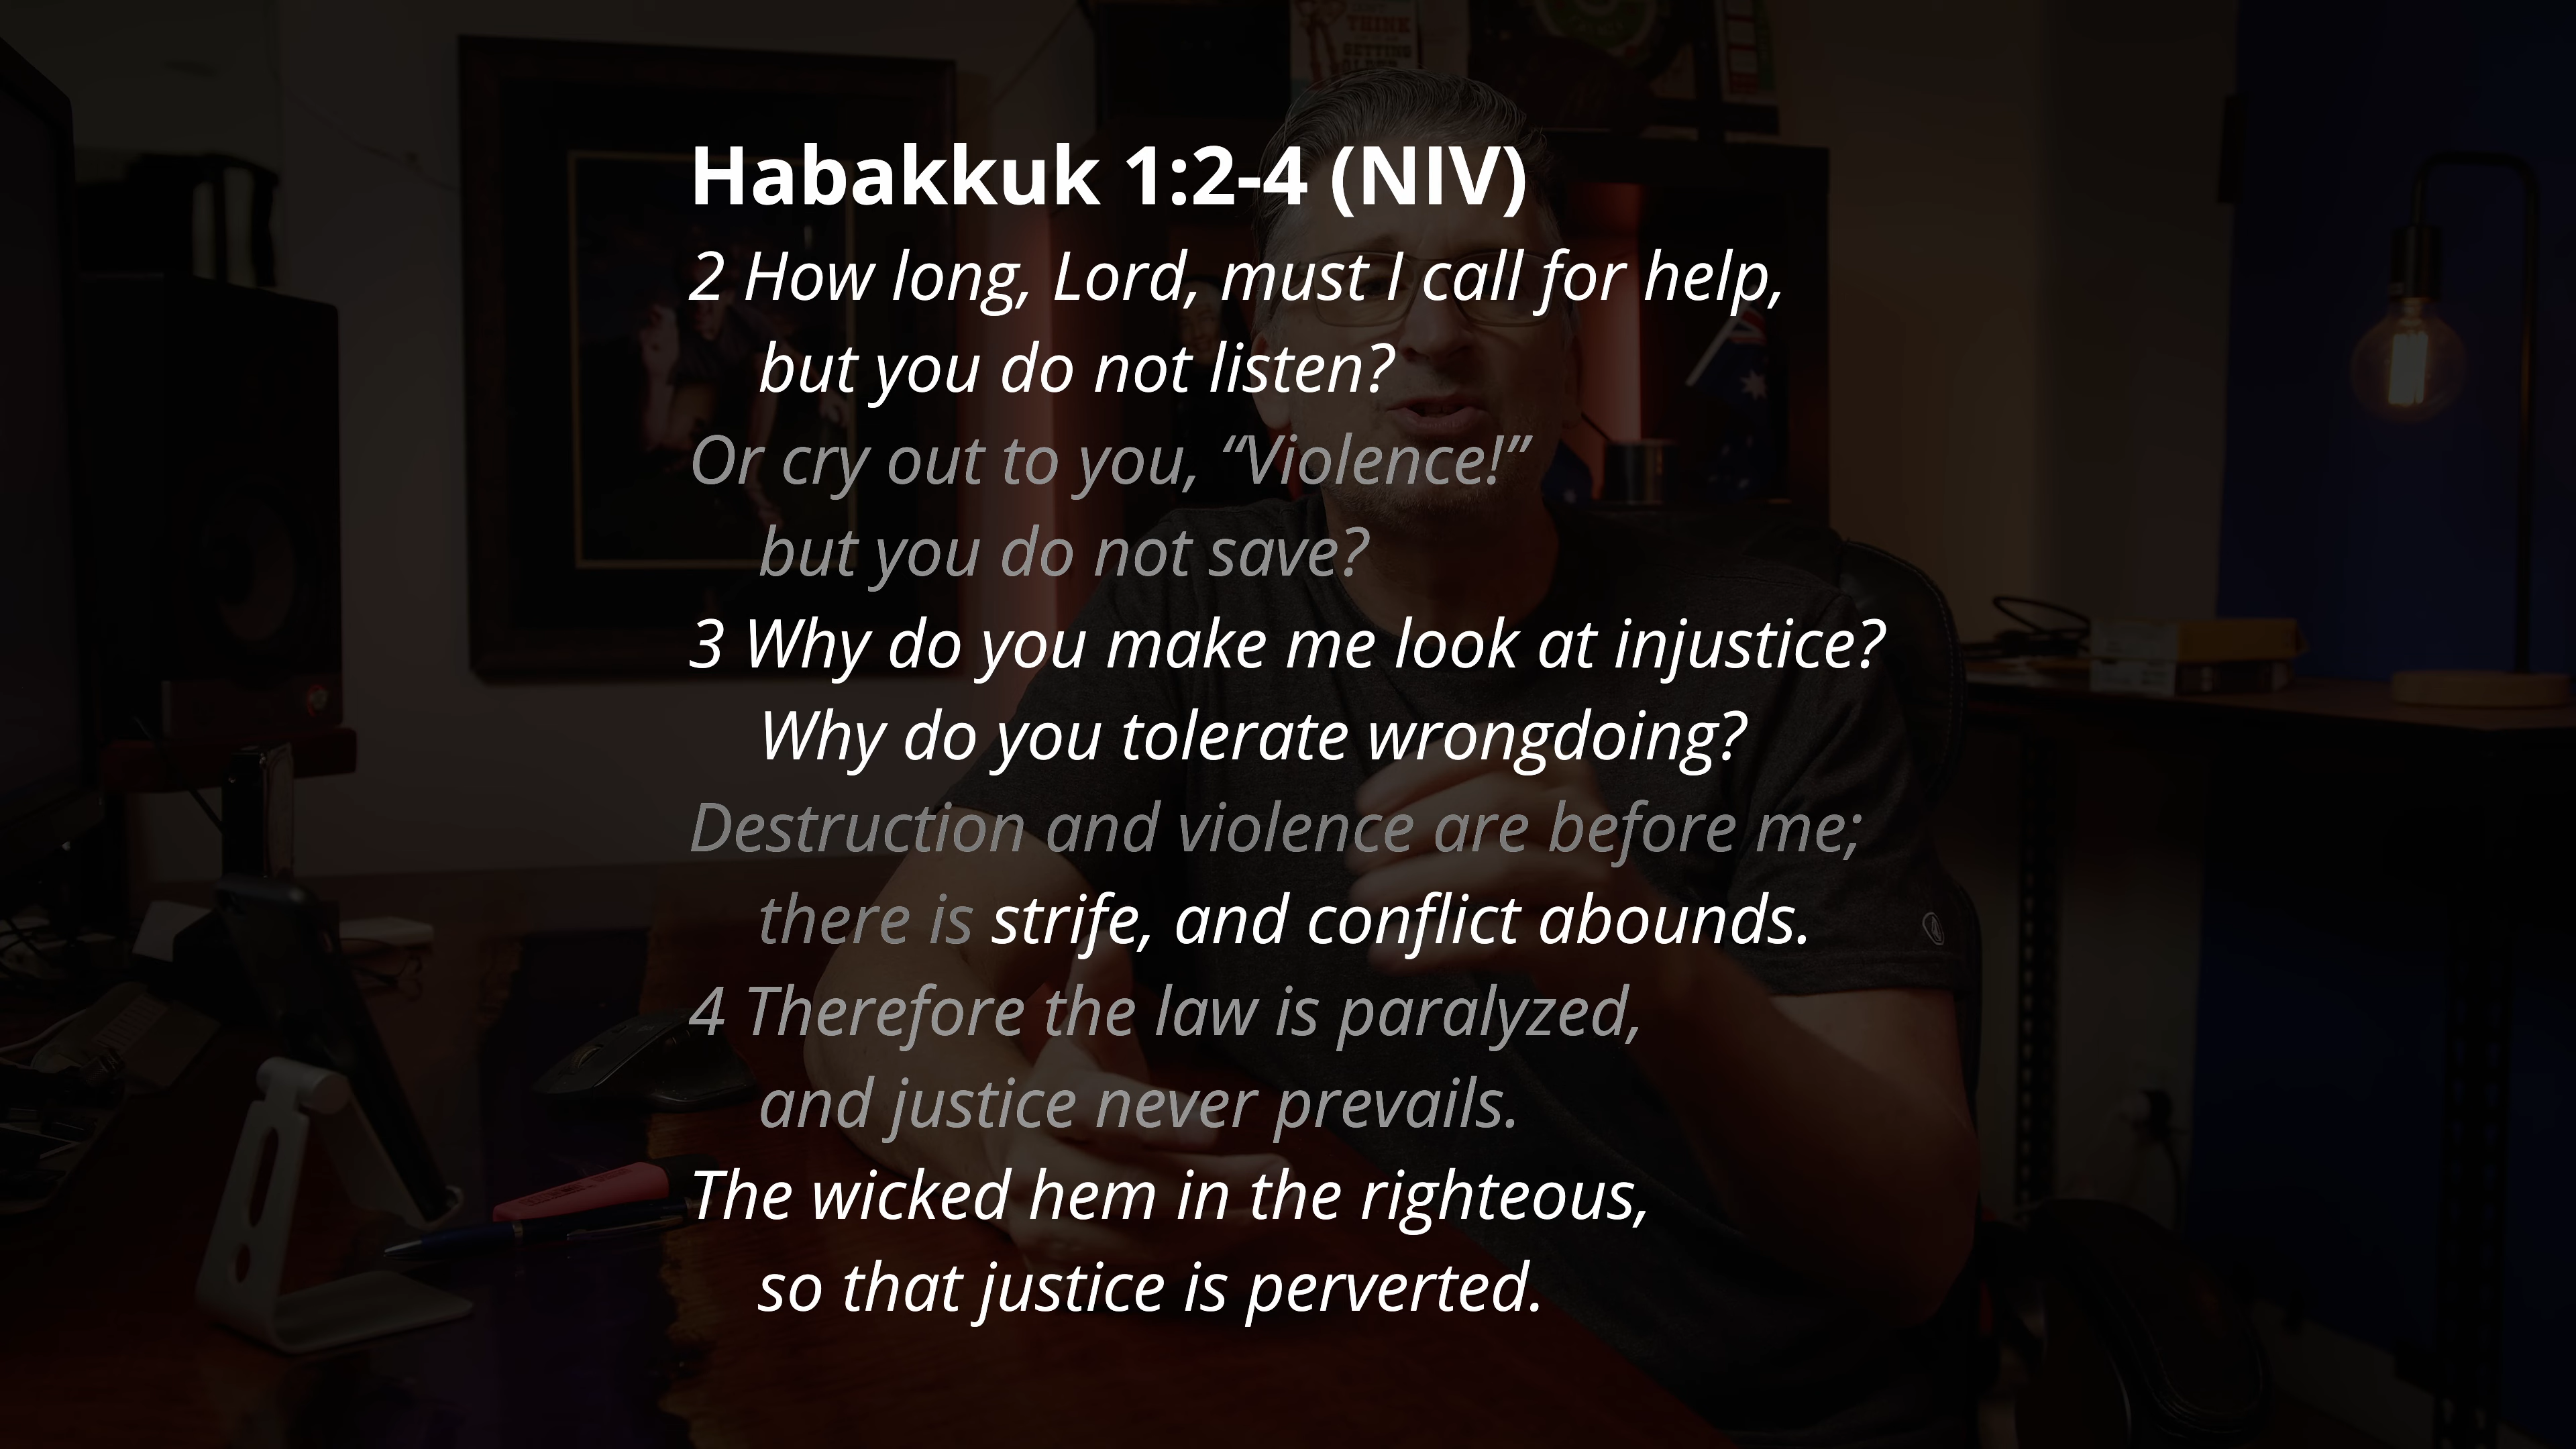 THINK
GETTING
OLDER
Habakkuk 1:2-4 (NIV)
2 How long, Lord, must I call for help,
but you do not listen?
Or cry out to you, “Violence!”
but you do not save?
3 Why do you make me look at injustice?
Why do you tolerate wrongdoing?
Destruction and violence are before me;
there is strife, and conflict abounds.
4 Therefore the law is paralyzed,
and justice never prevails.
The wicked hem in the righteous,
so that justice is perverted.